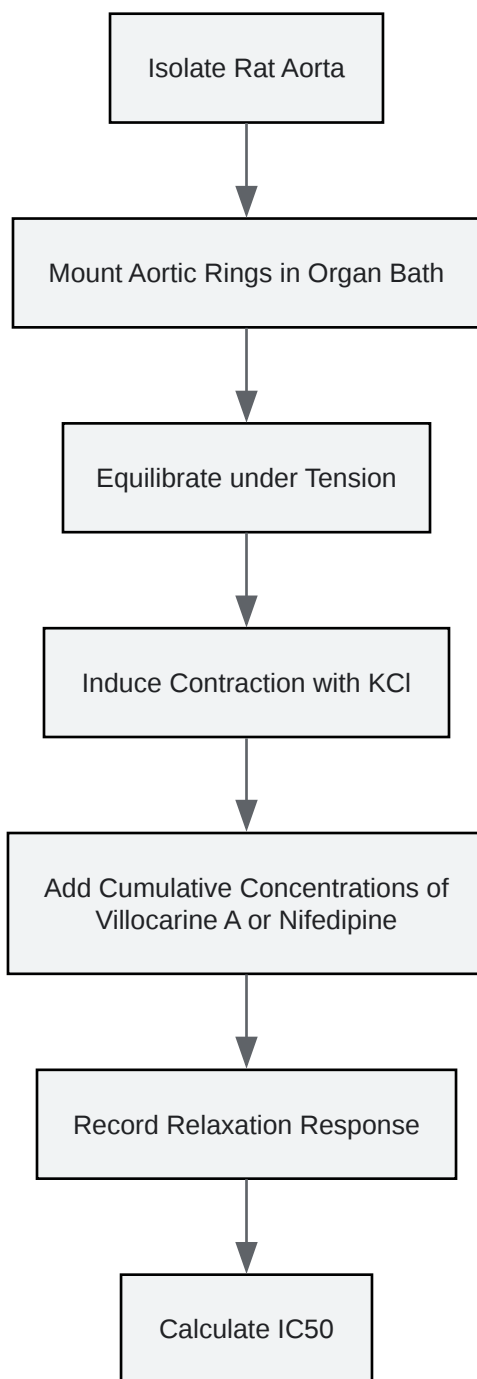 Isolate Rat Aorta
Mount Aortic Rings in Organ Bath
Equilibrate under Tension
Induce Contraction with KCl
Add Cumulative Concentrations of
Villocarine A or Nifedipine
Record Relaxation Response
Calculate IC50